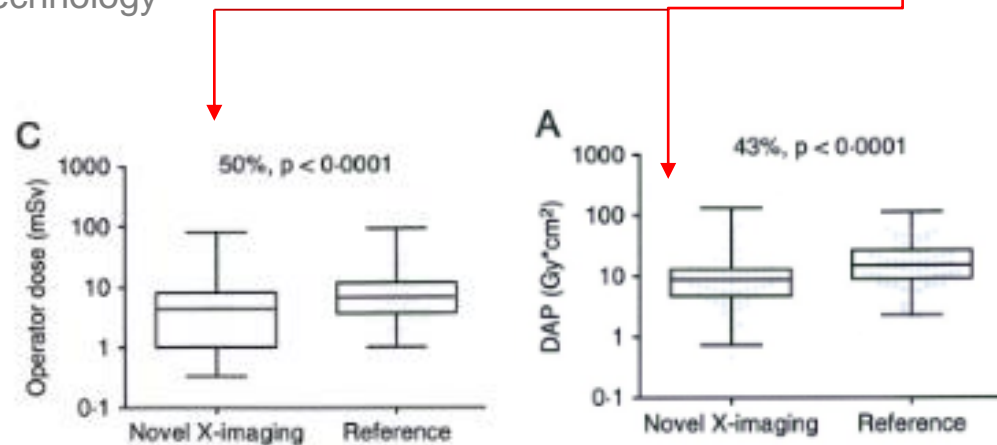 echnology
C
50%, p < 0·0001
Operator dose (mSv)
1000
100
10
1
0·1
Novel X-imaging
Reference
A
43%, p < 0·0001
DAP (Gy*cm²)
1000
100
10
1
0·1
Novel X-imaging
Reference